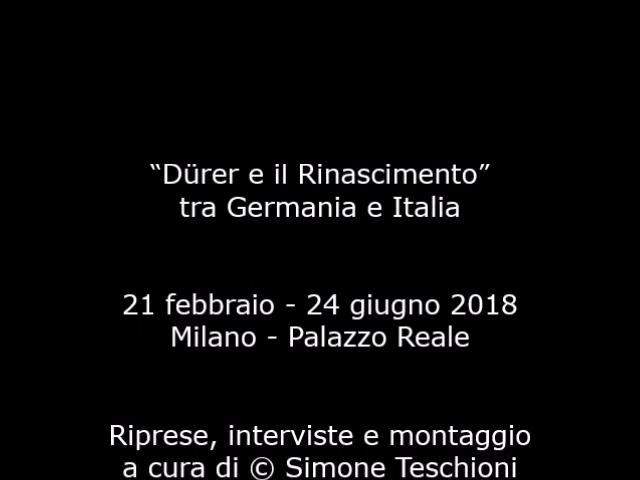 “Dürer e il Rinascimento”
tra Germania e Italia
21 febbraio - 24 giugno 2018
Milano - Palazzo Reale
Riprese, interviste e montaggio
a cura di © Simone Teschioni